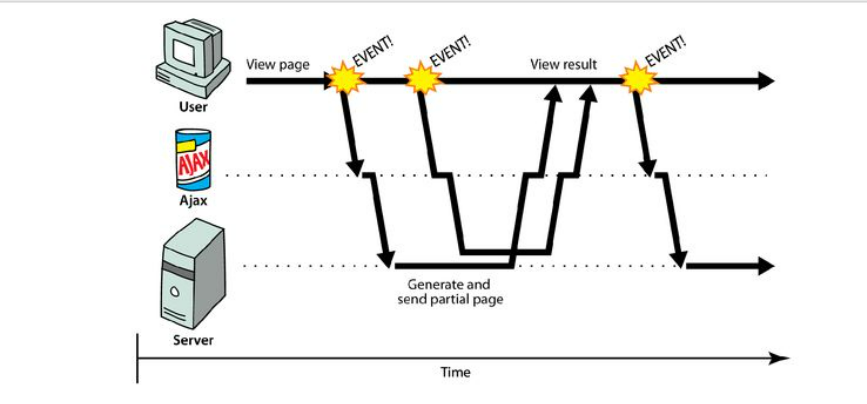 View page
EVENT!
EVENT!
View result
EVENT!
User
AJAX
Ajax
Generate and
send partial page
Server
Time